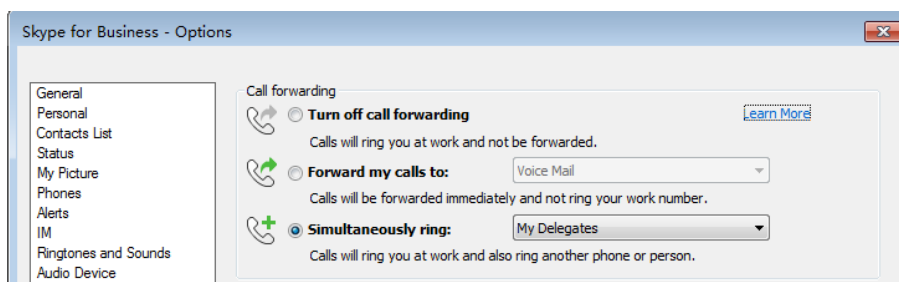 Skype for Business - Options
General
Personal
Contacts List
Status
My Picture
Phones
Alerts
IM
Ringtones and Sounds
Audio Device
Call forwarding
Turn off call forwarding
Learn More
Calls will ring you at work and not be forwarded.
Forward my calls to: Voice Mail
Calls will be forwarded immediately and not ring your work number.
Simultaneously ring: My Delegates
Calls will ring you at work and also ring another phone or person.